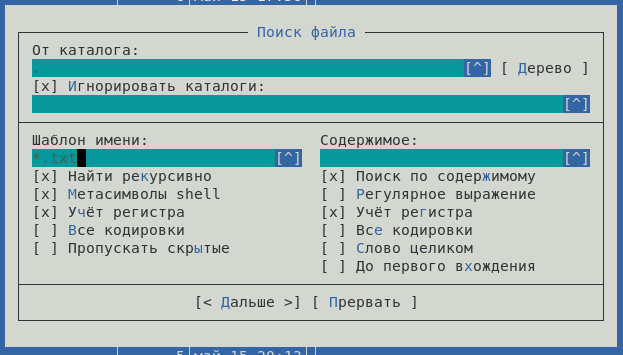 Поиск файла
От каталога:
. [^] [ Дерево ]
[x] Игнорировать каталоги:
[^]
Шаблон имени:
*.txt [^]
[x] Найти рекурсивно
[x] Метасимволы shell
[x] Учёт регистра
[ ] Все кодировки
[ ] Пропускать скрытые
Содержимое:
[^]
[x] Поиск по содержимому
[ ] Регулярное выражение
[x] Учёт регистра
[ ] Все кодировки
[ ] Слово целиком
[ ] До первого вхождения
[< Дальше >] [ Прервать ]